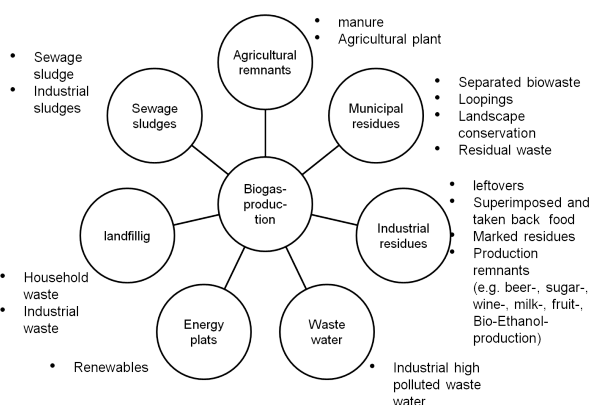 • manure
• Agricultural plant
Agricultural
remnants
• Sewage
sludge
• Industrial
sludges
Sewage
sludges
Municipal
residues
• Separated biowaste
• Loopings
• Landscape
conservation
• Residual waste
Biogas-
produc-
tion
Industrial
residues
• leftovers
• Superimposed and
taken back food
• Marked residues
• Production
remnants
(e.g. beer-, sugar-,
wine-, milk-, fruit-,
Bio-Ethanol-
production)
landfillig
• Household
waste
• Industrial
waste
Energy
plats
• Renewables
Waste
water
• Industrial high
polluted waste
water